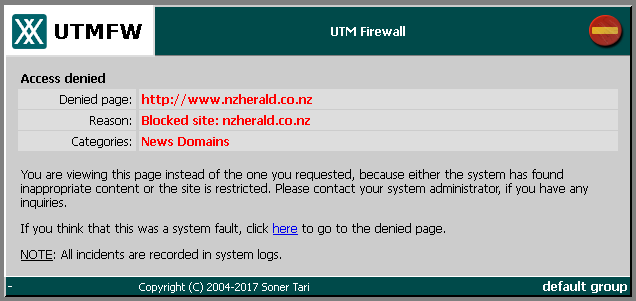 UTMFW
UTM Firewall
Access denied
Denied page: http://www.nzherald.co.nz
Reason: Blocked site: nzherald.co.nz
Categories: News Domains
You are viewing this page instead of the one you requested, because either the system has found
inappropriate content or the site is restricted. Please contact your system administrator, if you have any
inquiries.
If you think that this was a system fault, click here to go to the denied page.
NOTE: All incidents are recorded in system logs.
- Copyright (C) 2004-2017 Soner Tari default group